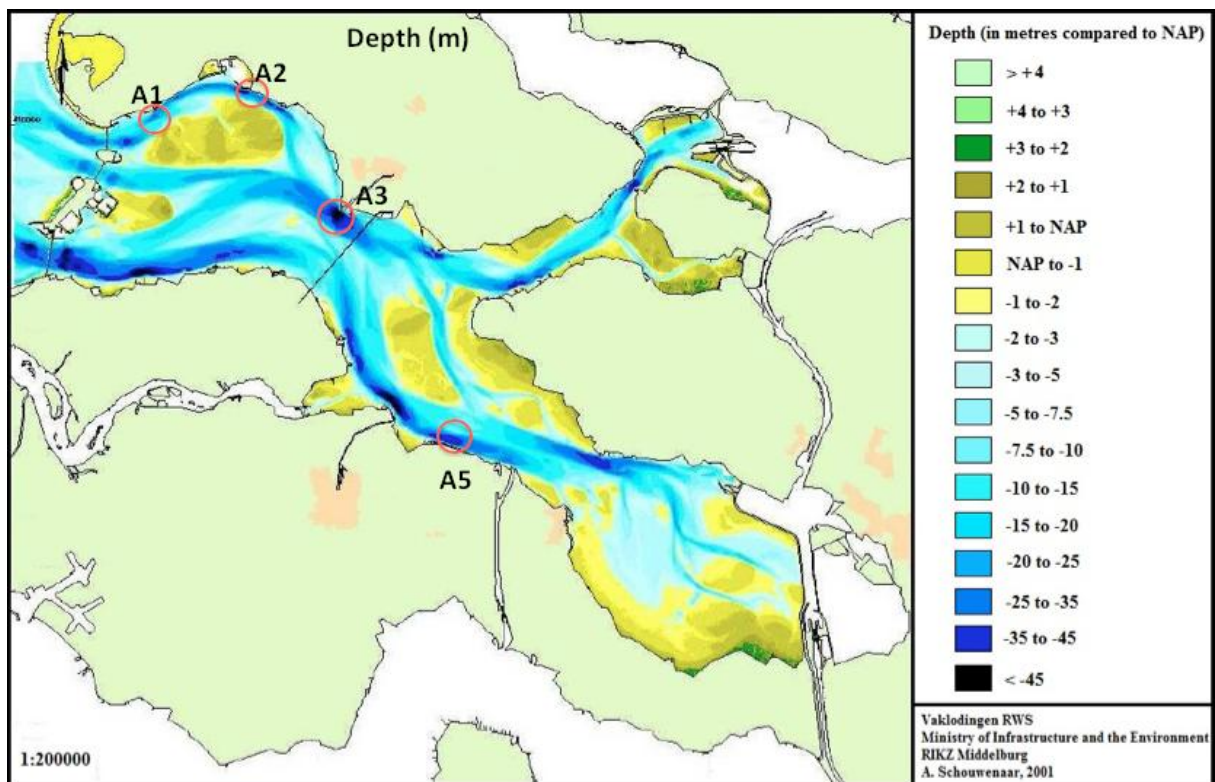 Depth (m)
A1
A2
A3
A5
1:200000
Depth (in metres compared to NAP)
> +4
+4 to +3
+3 to +2
+2 to +1
+1 to NAP
NAP to -1
-1 to -2
-2 to -3
-3 to -5
-5 to -7.5
-7.5 to -10
-10 to -15
-15 to -20
-20 to -25
-25 to -35
-35 to -45
< -45
Vaklodingen RWS
Ministry of Infrastructure and the Environment
RIKZ Middelburg
A. Schouwenaar, 2001